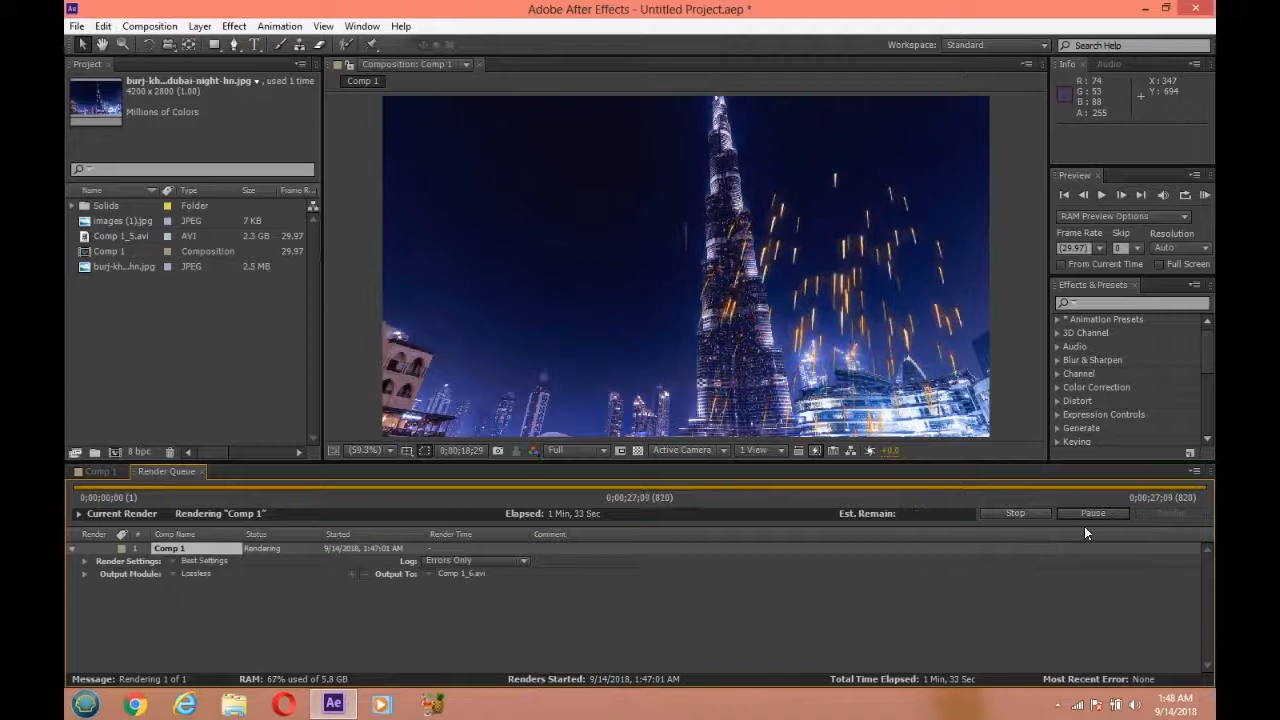 Adobe After Effects - Untitled Project.aep *
File Edit Composition Layer Effect Animation View Window Help
Workspace: Standard Search Help
Project
burj-kh...dubai-night-hn.jpg , used 1 time
4200 x 2800 (1.00)
Millions of Colors
Name Type Size Frame R...
Solids Folder
images (1).jpg JPEG 7 KB
Comp 1_5.avi AVI 2.3 GB 29.97
Comp 1 Composition 29.97
burj-kh...hn.jpg JPEG 2.5 MB
8 bpc
Composition: Comp 1
Comp 1
(59.3%) 0;00;18;29 Full Active Camera 1 View +0.0
Info Audio
R : 74 X : 347
G : 53 Y : 694
B : 88
A : 255
Preview
RAM Preview Options
Frame Rate Skip Resolution
(29.97) 0 Auto
From Current Time Full Screen
Effects & Presets
* Animation Presets
3D Channel
Audio
Blur & Sharpen
Channel
Color Correction
Distort
Expression Controls
Generate
Keying
Comp 1 Render Queue
0;00;00;00 (1) 0;00;27;09 (820) 0;00;27;09 (820)
Current Render Rendering "Comp 1" Elapsed: 1 Min, 33 Sec Est. Remain: Stop Pause
Render # Comp Name Status Started Render Time Comment
1 Comp 1 Rendering 9/14/2018, 1:47:01 AM -
Render Settings: Best Settings Log: Errors Only
Output Module: Lossless Output To: Comp 1_6.avi
Message: Rendering 1 of 1 RAM: 67% used of 5.8 GB Renders Started: 9/14/2018, 1:47:01 AM Total Time Elapsed: 1 Min, 33 Sec Most Recent Error: None
Ae
1:48 AM
9/14/2018